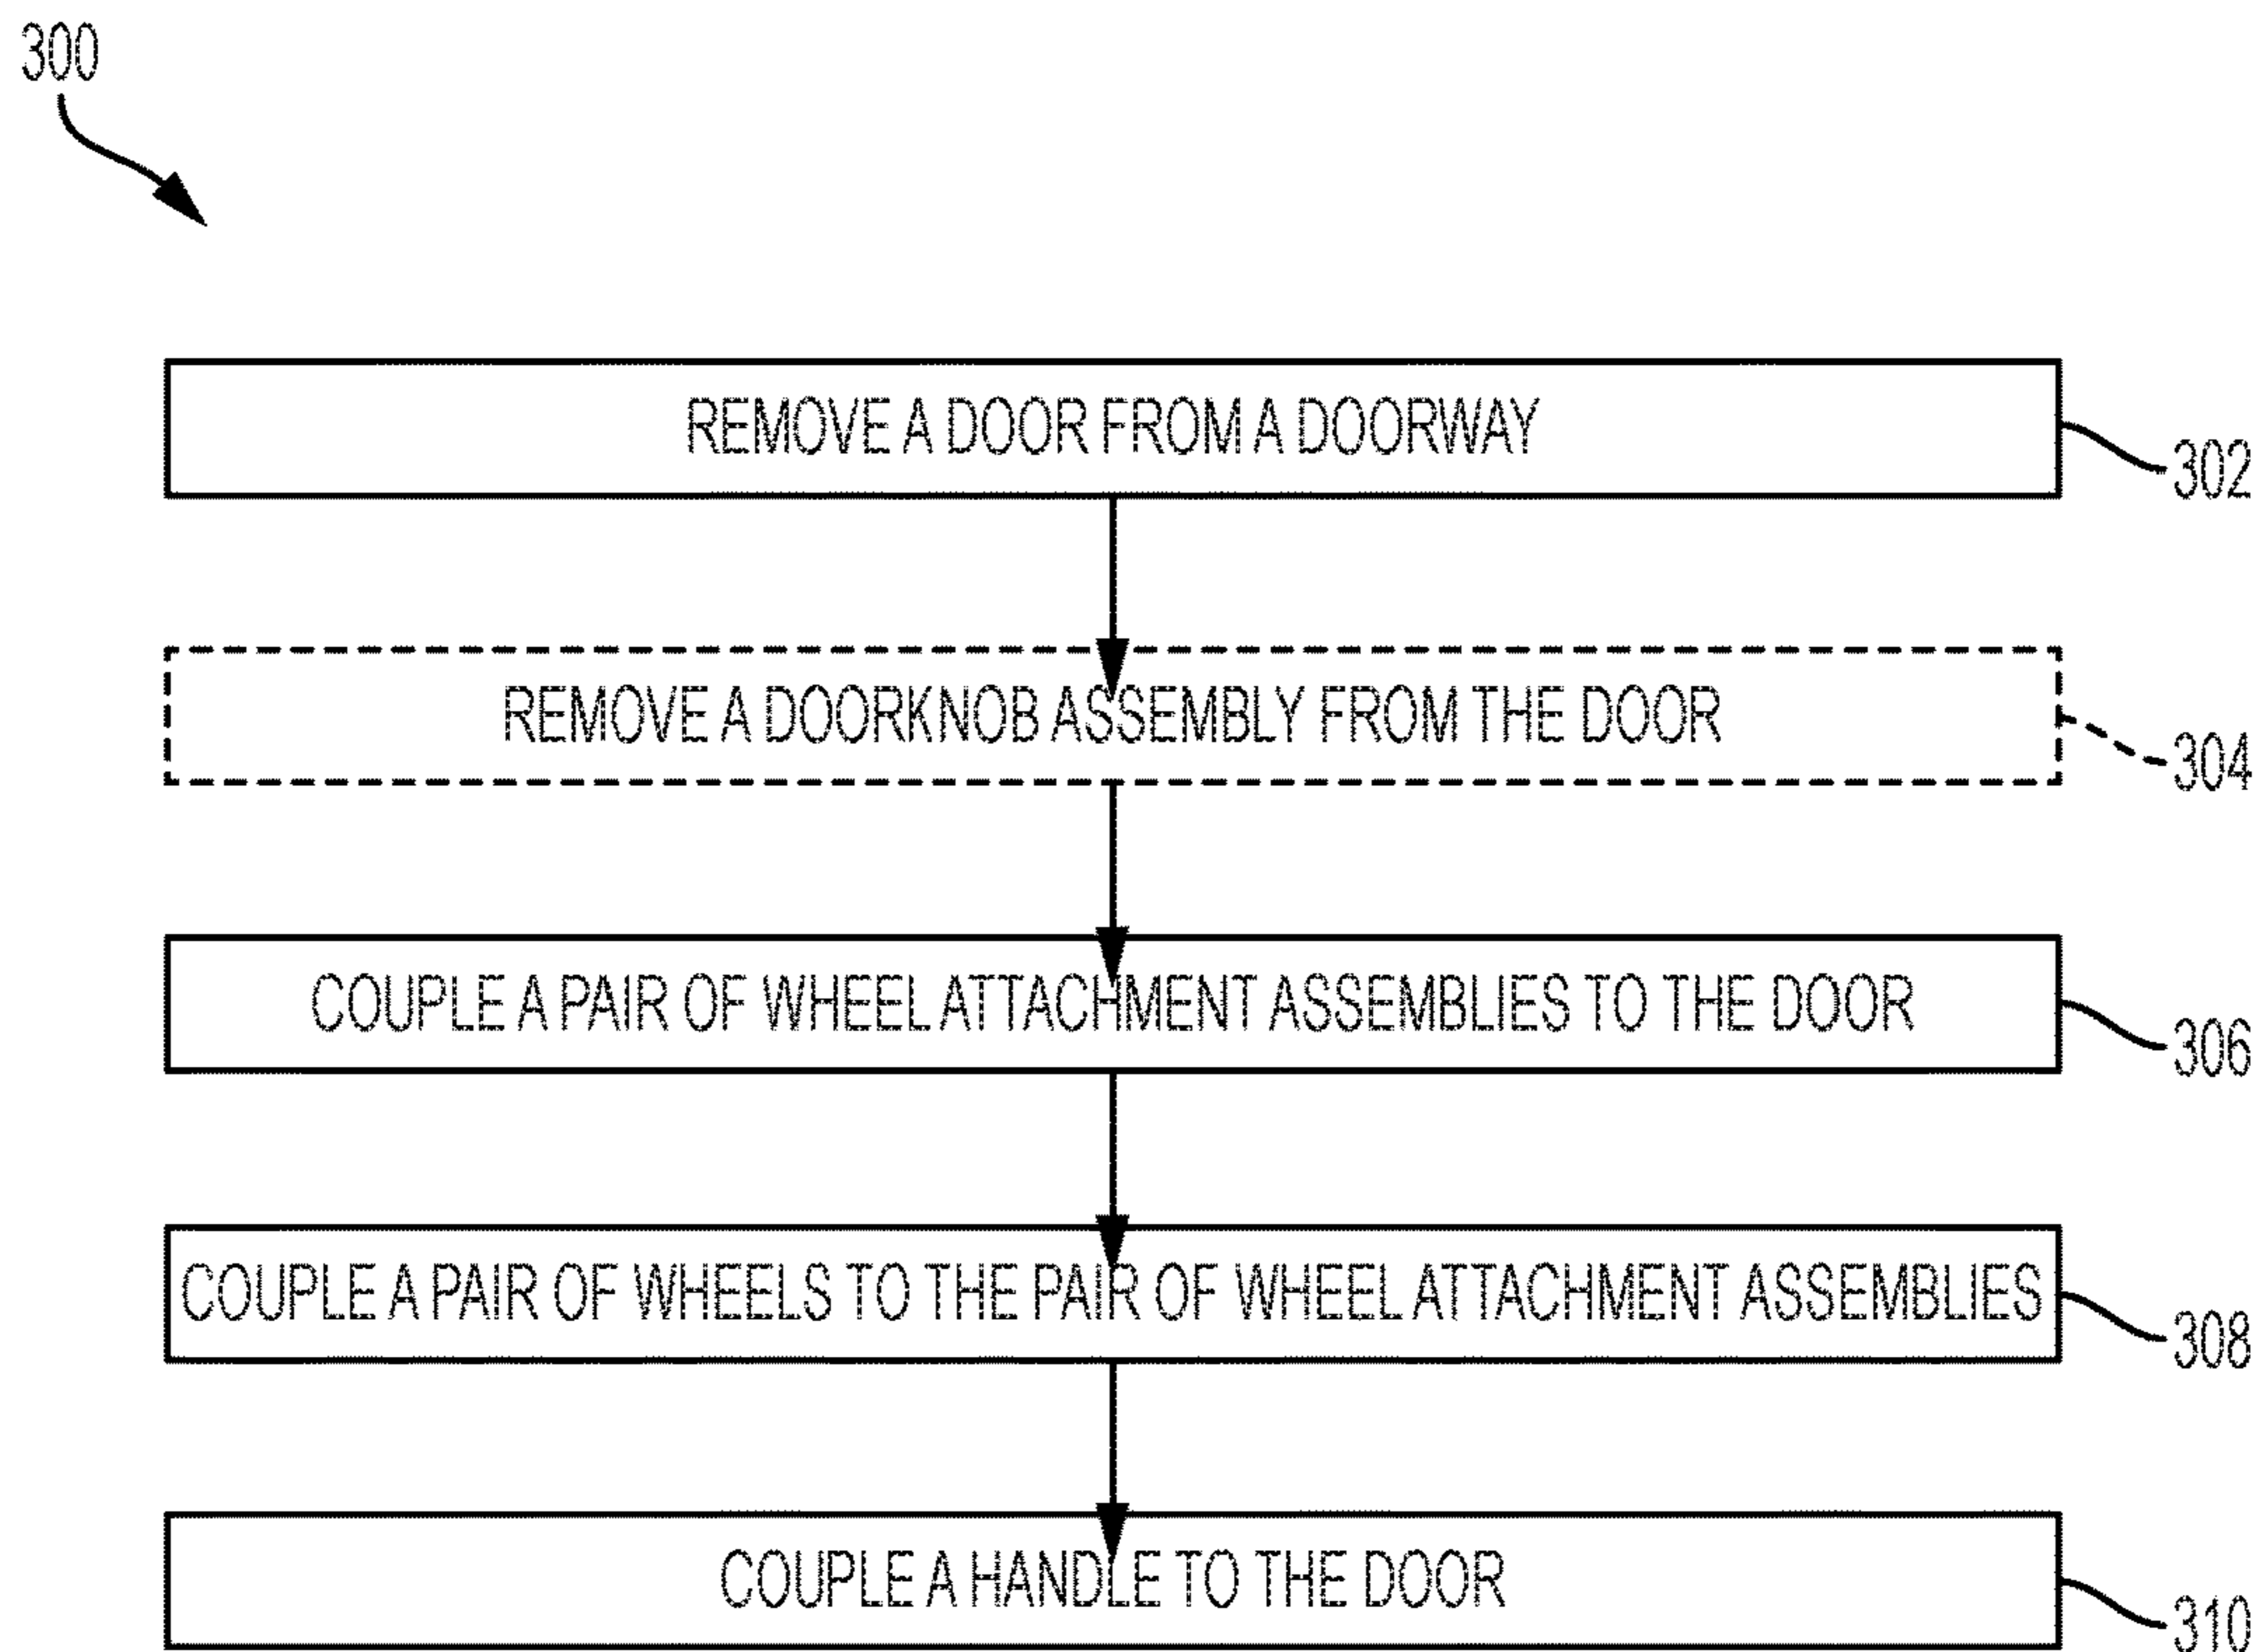 300
REMOVE A DOOR FROM A DOORWAY
302
REMOVE A DOORKNOB ASSEMBLY FROM THE DOOR
304
COUPLE A PAIR OF WHEEL ATTACHMENT ASSEMBLIES TO THE DOOR
306
COUPLE A PAIR OF WHEELS TO THE PAIR OF WHEEL ATTACHMENT ASSEMBLIES
308
COUPLE A HANDLE TO THE DOOR
310